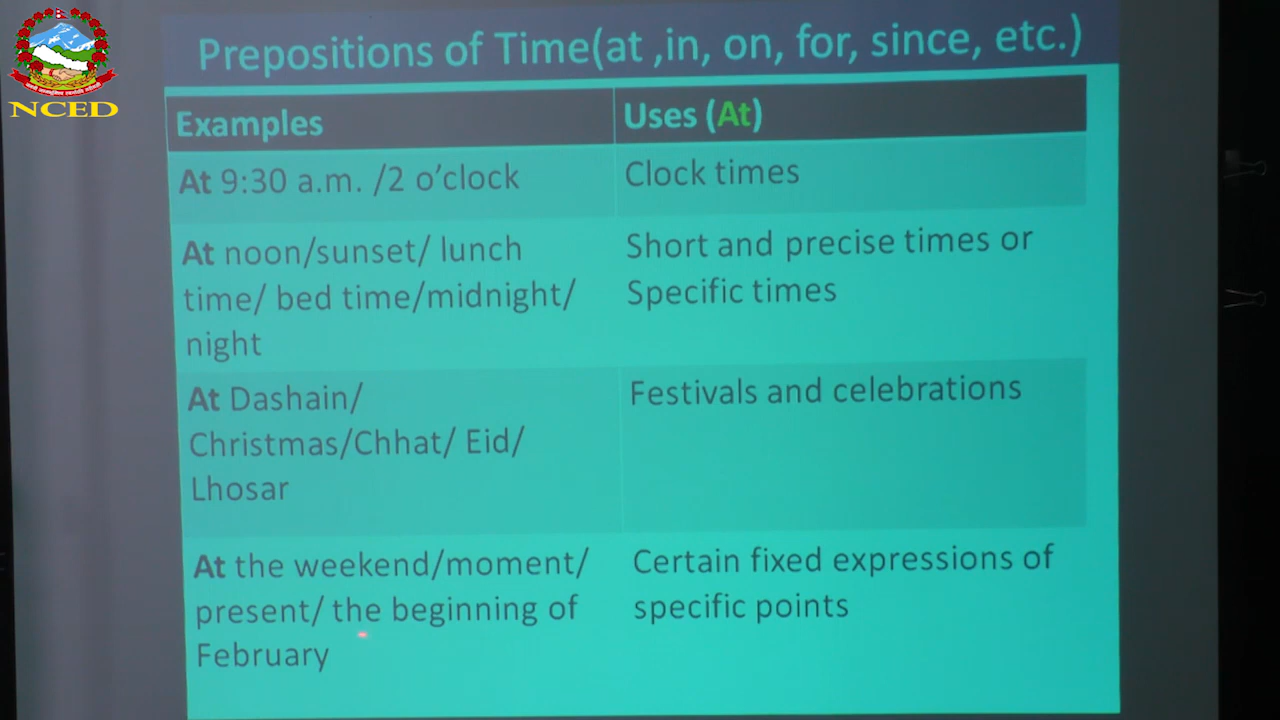 NCED
Prepositions of Time(at ,in, on, for, since, etc.)
Examples
Uses (At)
At 9:30 a.m. /2 o’clock
Clock times
At noon/sunset/ lunch
time/ bed time/midnight/
night
Short and precise times or
Specific times
At Dashain/
Christmas/Chhat/ Eid/
Lhosar
Festivals and celebrations
At the weekend/moment/
present/ the beginning of
February
Certain fixed expressions of
specific points